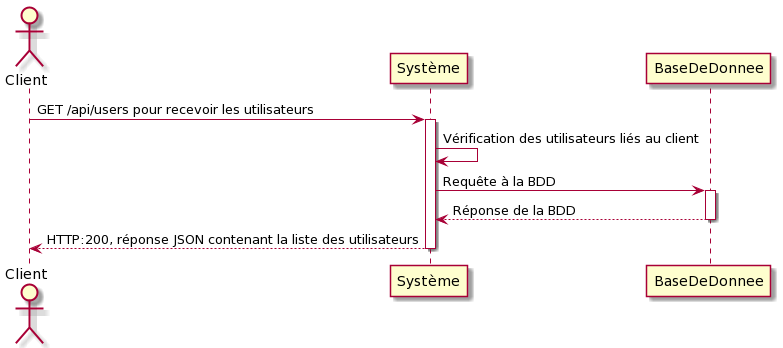 Client
Système
BaseDeDonnee
GET /api/users pour recevoir les utilisateurs
Vérification des utilisateurs liés au client
Requête à la BDD
Réponse de la BDD
HTTP:200, réponse JSON contenant la liste des utilisateurs
Client
Système
BaseDeDonnee